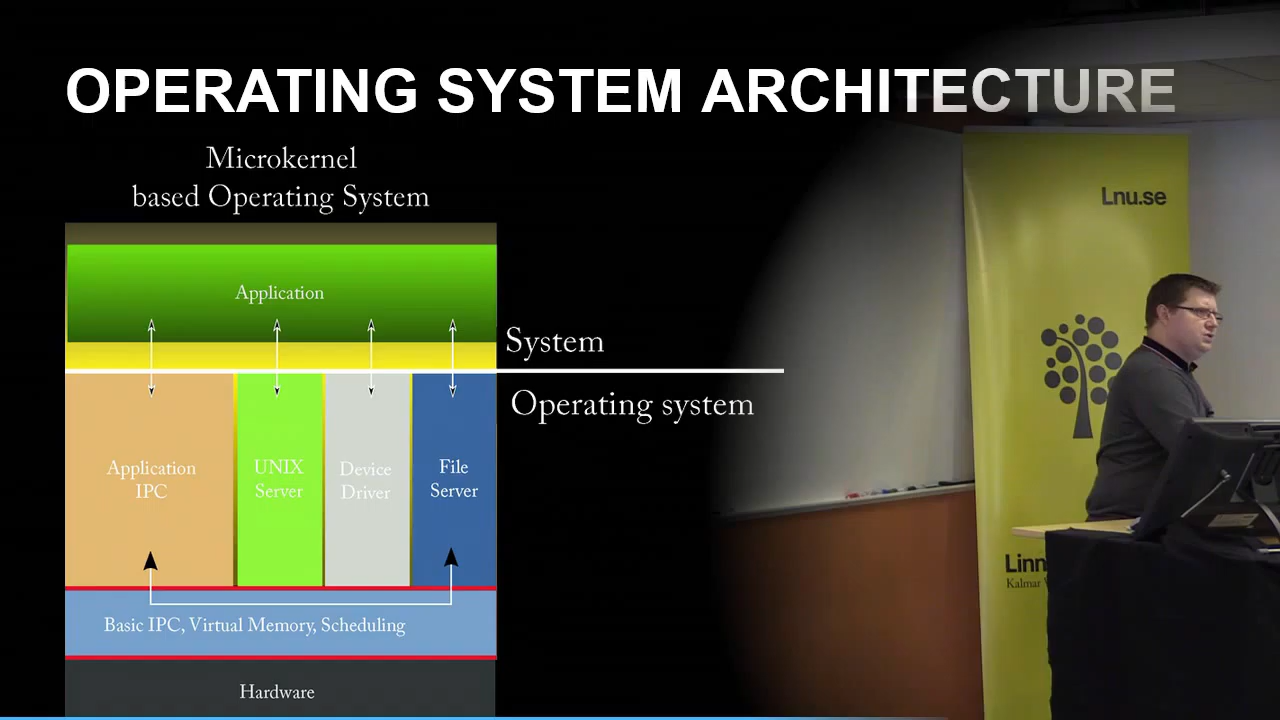 OPERATING SYSTEM ARCHITECTURE
Microkernel
based Operating System
Application
System
Operating system
Application
IPC
UNIX
Server
Device
Driver
File
Server
Basic IPC, Virtual Memory, Scheduling
Hardware
Lnu.se
Linn
Kalmar